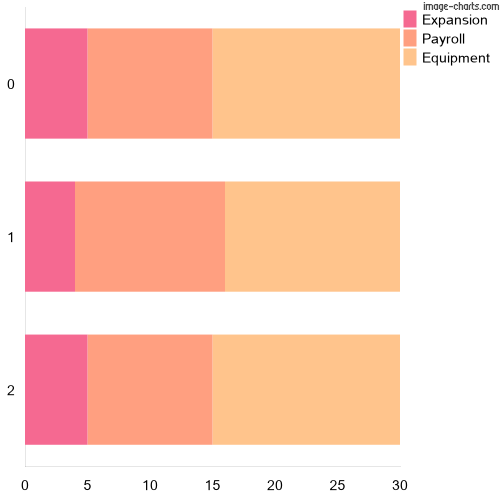 image-charts.com
Expansion
Payroll
Equipment
0
1
2
0 5 10 15 20 25 30